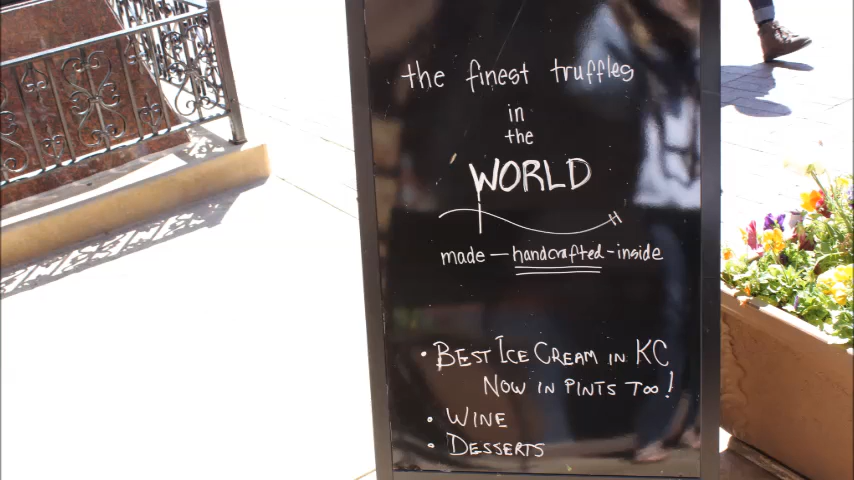 the finest truffles
in
the
WORLD
made — handcrafted - inside
• BEST ICE CREAM IN KC
NOW IN PINTS TOO!
• WINE
• DESSERTS